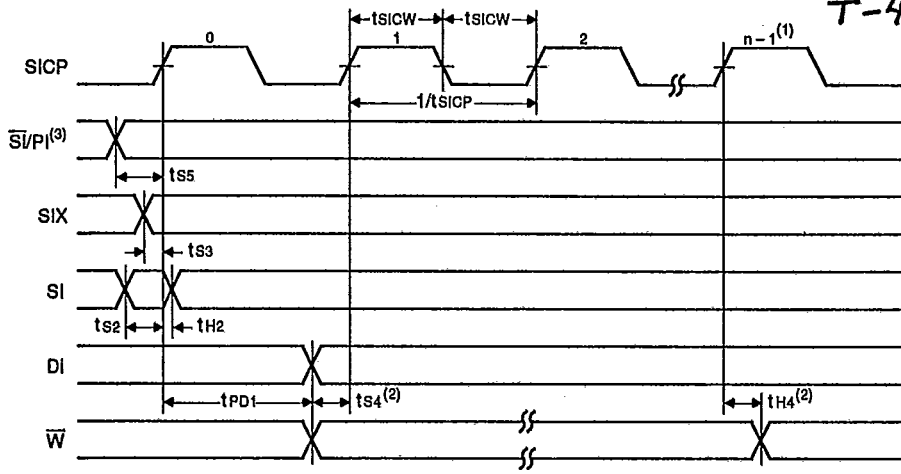 T-4
tSICW tSICW
0 1 2 n-1(1)
SICP
1/tSICP
S̅I̅/PI(3)
tS5
SIX
tS3
SI
tS2 tH2
DI
tPD1 tS4(2) tH4(2)
W̅